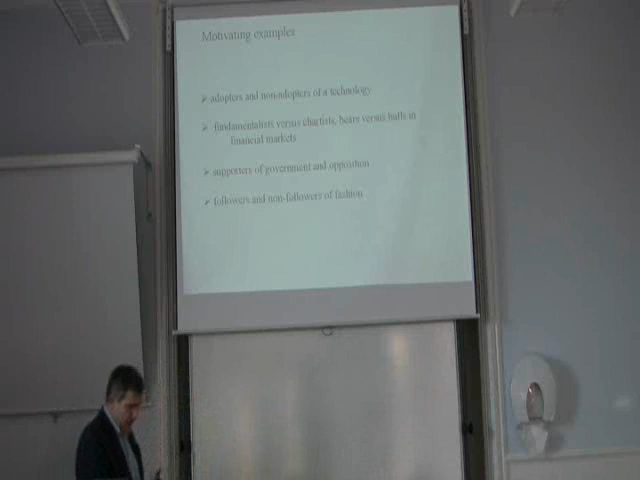 Motivating examples
➢ adopters and non-adopters of a technology
➢ fundamentalists versus chartists, bears versus bulls in
financial markets
➢ supporters of government and opposition
➢ followers and non-followers of fashion